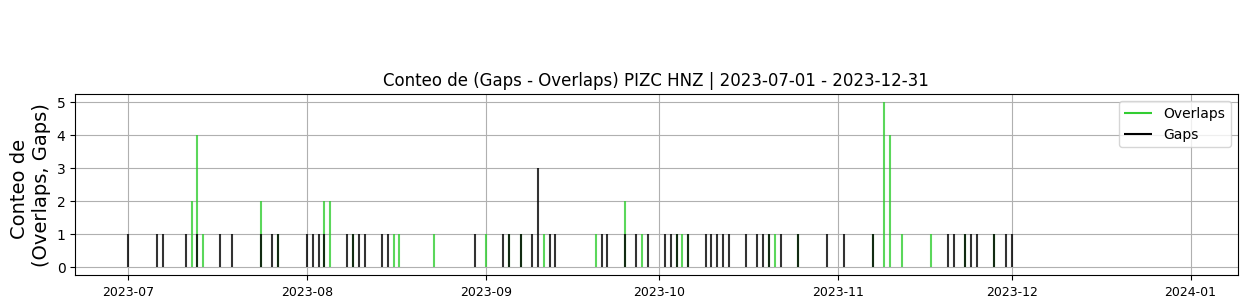 Conteo de (Gaps - Overlaps) PIZC HNZ | 2023-07-01 - 2023-12-31
Conteo de
(Overlaps, Gaps)
5
4
3
2
1
0
Overlaps
Gaps
2023-07
2023-08
2023-09
2023-10
2023-11
2023-12
2024-01